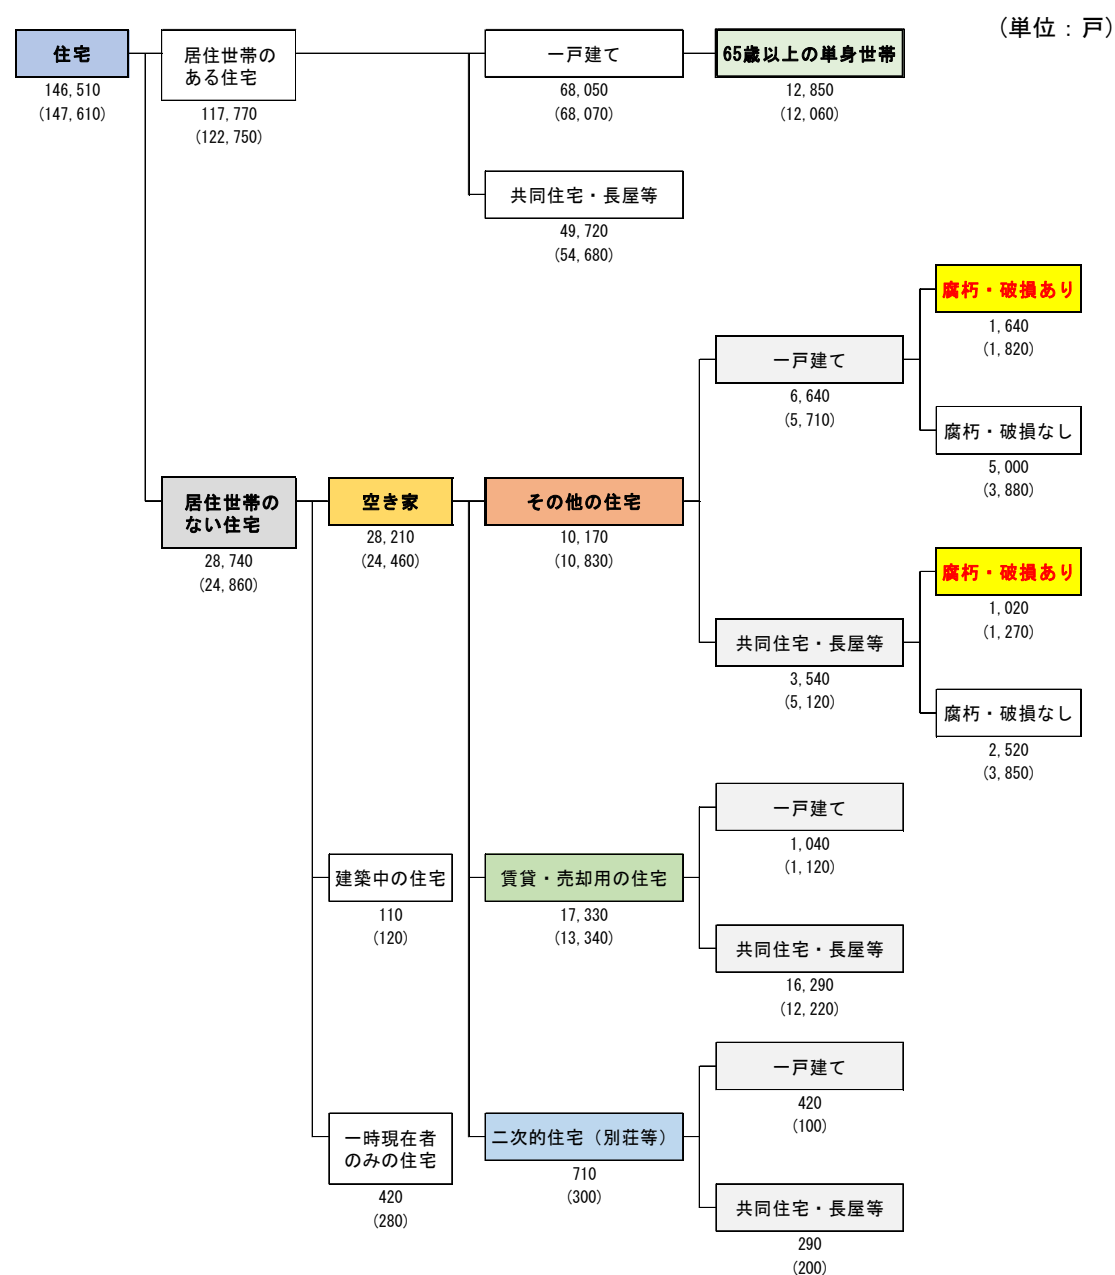 (単位：戸)
住宅
146,510
(147,610)
居住世帯の
ある住宅
117,770
(122,750)
一戸建て
68,050
(68,070)
65歳以上の単身世帯
12,850
(12,060)
共同住宅・長屋等
49,720
(54,680)
腐朽・破損あり
1,640
(1,820)
一戸建て
6,640
(5,710)
腐朽・破損なし
5,000
(3,880)
居住世帯の
ない住宅
28,740
(24,860)
空き家
28,210
(24,460)
その他の住宅
10,170
(10,830)
腐朽・破損あり
1,020
(1,270)
共同住宅・長屋等
3,540
(5,120)
腐朽・破損なし
2,520
(3,850)
一戸建て
1,040
(1,120)
建築中の住宅
110
(120)
賃貸・売却用の住宅
17,330
(13,340)
共同住宅・長屋等
16,290
(12,220)
一戸建て
420
(100)
一時現在者
のみの住宅
420
(280)
二次的住宅（別荘等）
710
(300)
共同住宅・長屋等
290
(200)